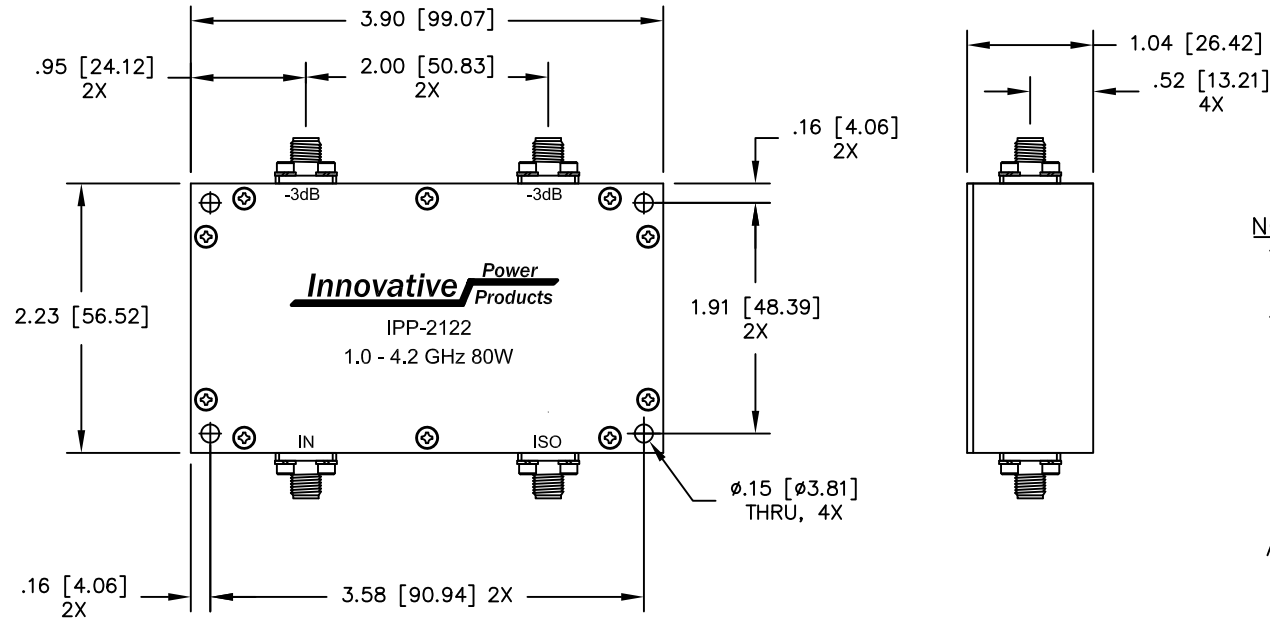 3.90 [99.07]
.95 [24.12]
2X
2.00 [50.83]
2X
.16 [4.06]
2X
1.04 [26.42]
.52 [13.21]
4X
-3dB
-3dB
2.23 [56.52]
Innovative Power Products
IPP-2122
1.0 - 4.2 GHz 80W
1.91 [48.39]
2X
IN
ISO
ø.15 [ø3.81]
THRU, 4X
.16 [4.06]
2X
3.58 [90.94] 2X
N